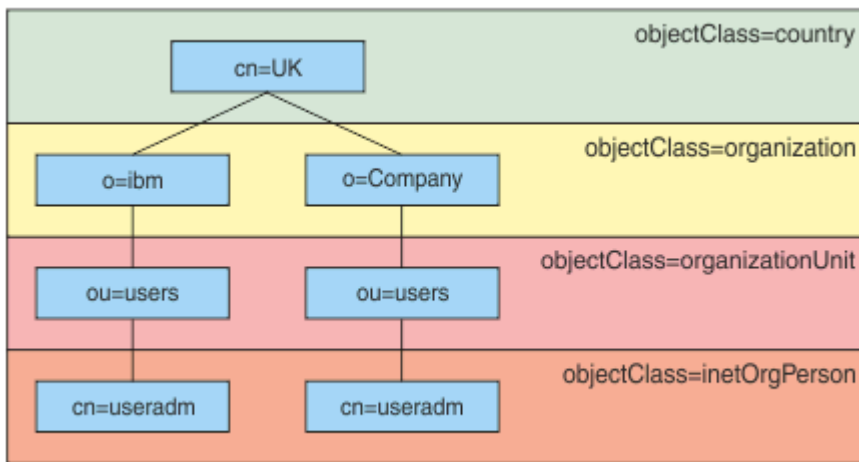 objectClass=country
cn=UK
objectClass=organization
o=ibm
o=Company
objectClass=organizationUnit
ou=users
ou=users
objectClass=inetOrgPerson
cn=useradm
cn=useradm